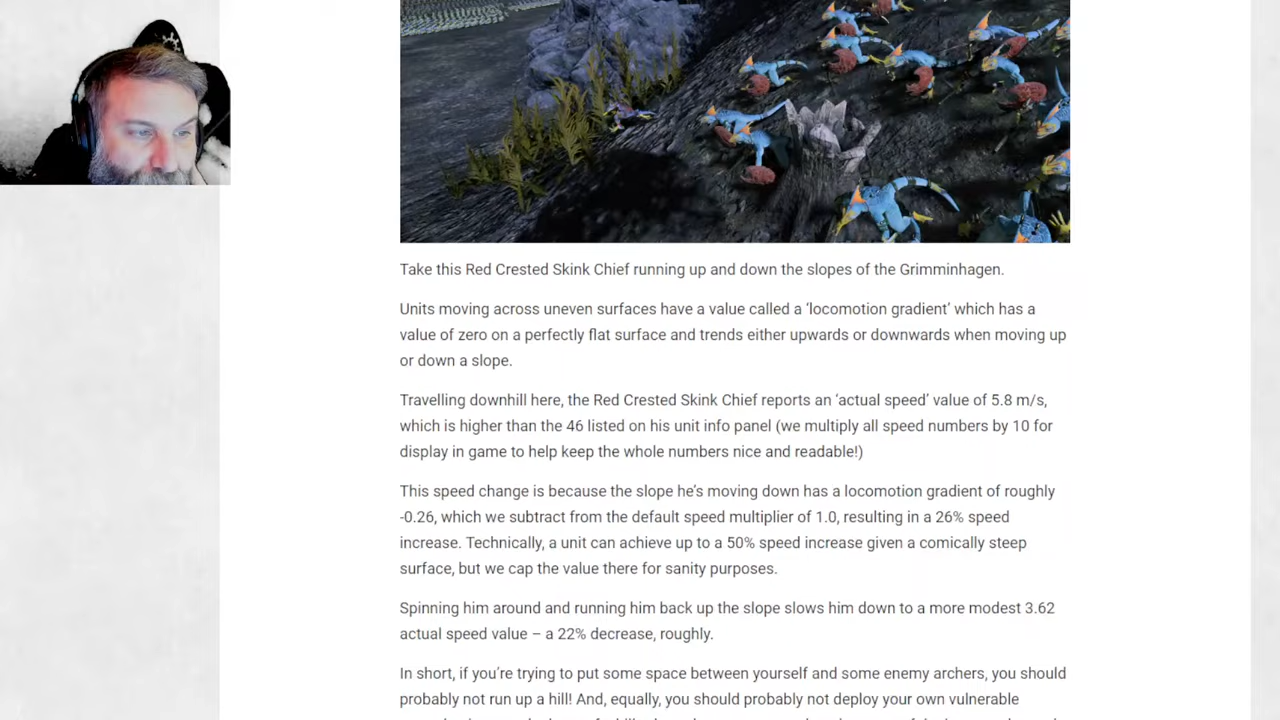 Take this Red Crested Skink Chief running up and down the slopes of the Grimminhagen.
Units moving across uneven surfaces have a value called a ‘locomotion gradient’ which has a
value of zero on a perfectly flat surface and trends either upwards or downwards when moving up
or down a slope.
Travelling downhill here, the Red Crested Skink Chief reports an ‘actual speed’ value of 5.8 m/s,
which is higher than the 46 listed on his unit info panel (we multiply all speed numbers by 10 for
display in game to help keep the whole numbers nice and readable!)
This speed change is because the slope he’s moving down has a locomotion gradient of roughly
-0.26, which we subtract from the default speed multiplier of 1.0, resulting in a 26% speed
increase. Technically, a unit can achieve up to a 50% speed increase given a comically steep
surface, but we cap the value there for sanity purposes.
Spinning him around and running him back up the slope slows him down to a more modest 3.62
actual speed value – a 22% decrease, roughly.
In short, if you’re trying to put some space between yourself and some enemy archers, you should
probably not run up a hill! And, equally, you should probably not deploy your own vulnerable